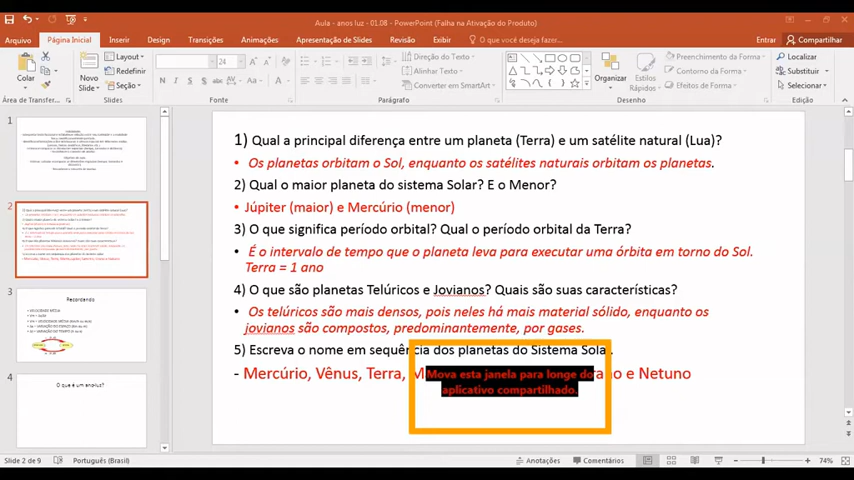 Aula - anos luz - 01.08 - PowerPoint (Falha na Ativação do Produto)
Arquivo Página Inicial Inserir Design Transições Animações Apresentação de Slides Revisão Exibir O que você deseja fazer... Entrar Compartilhar
Colar
Novo
Slide
Layout
Redefinir
Seção
24
Direção do Texto
Alinhar Texto
Converter em SmartArt
Organizar
Estilos
Rápidos
Preenchimento da Forma
Contorno da Forma
Efeitos de Forma
Localizar
Substituir
Selecionar
Área de Transfer... Slides Fonte Parágrafo Desenho Edição
1
2
3
Recordando
4
O que é um ano-luz?
1) Qual a principal diferença entre um planeta (Terra) e um satélite natural (Lua)?
• Os planetas orbitam o Sol, enquanto os satélites naturais orbitam os planetas.
2) Qual o maior planeta do sistema Solar? E o Menor?
• Júpiter (maior) e Mercúrio (menor)
3) O que significa período orbital? Qual o período orbital da Terra?
• É o intervalo de tempo que o planeta leva para executar uma órbita em torno do Sol.
Terra = 1 ano
4) O que são planetas Telúricos e Jovianos? Quais são suas características?
• Os telúricos são mais densos, pois neles há mais material sólido, enquanto os
jovianos são compostos, predominantemente, por gases.
5) Escreva o nome em sequência dos planetas do Sistema Sola
- Mercúrio, Vênus, Terra, M
Mova esta janela para longe do
aplicativo compartilhado.
ano e Netuno
Slide 2 de 9 Português (Brasil) Anotações Comentários 74%